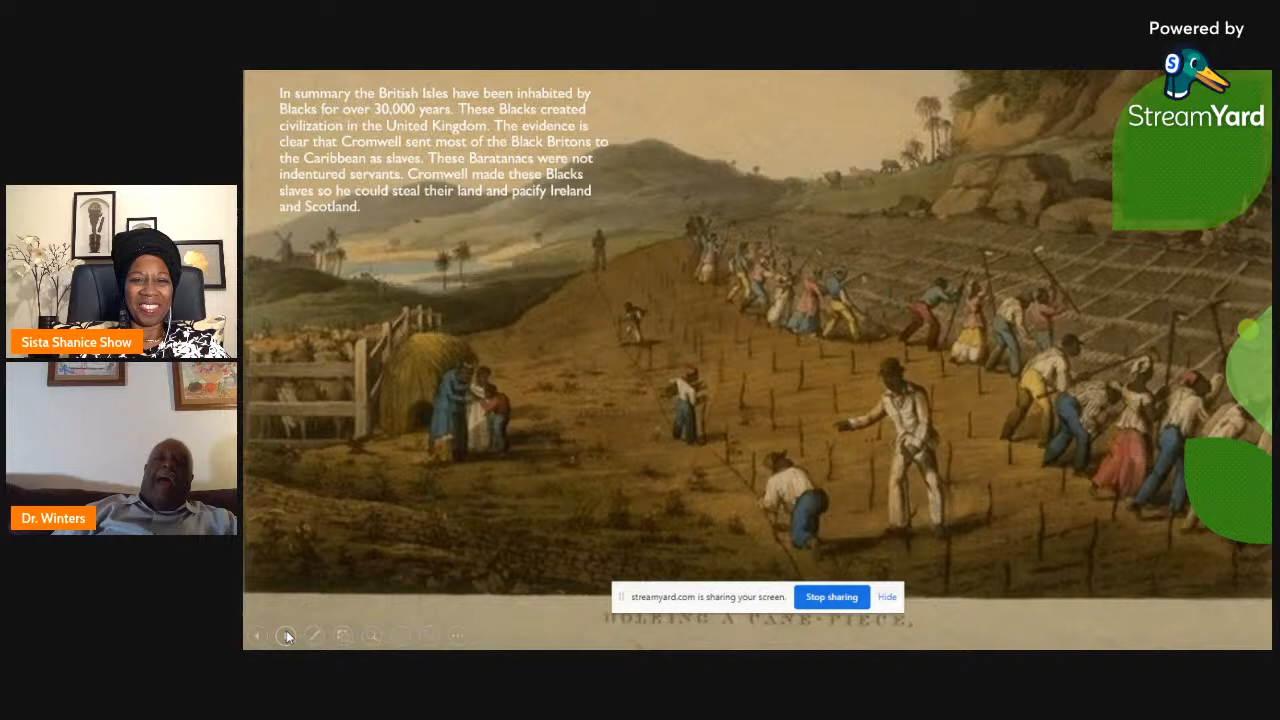 Powered by
S
StreamYard
In summary the British Isles have been inhabited by
Blacks for over 30,000 years. These Blacks created
civilization in the United Kingdom. The evidence is
clear that Cromwell sent most of the Black Britons to
the Caribbean as slaves. These Baratanacs were not
indentured servants. Cromwell made these Blacks
slaves so he could steal their land and pacify Ireland
and Scotland.
Sista Shanice Show
Dr. Winters
streamyard.com is sharing your screen. Stop sharing Hide
HOLEING A CANE-PIECE.